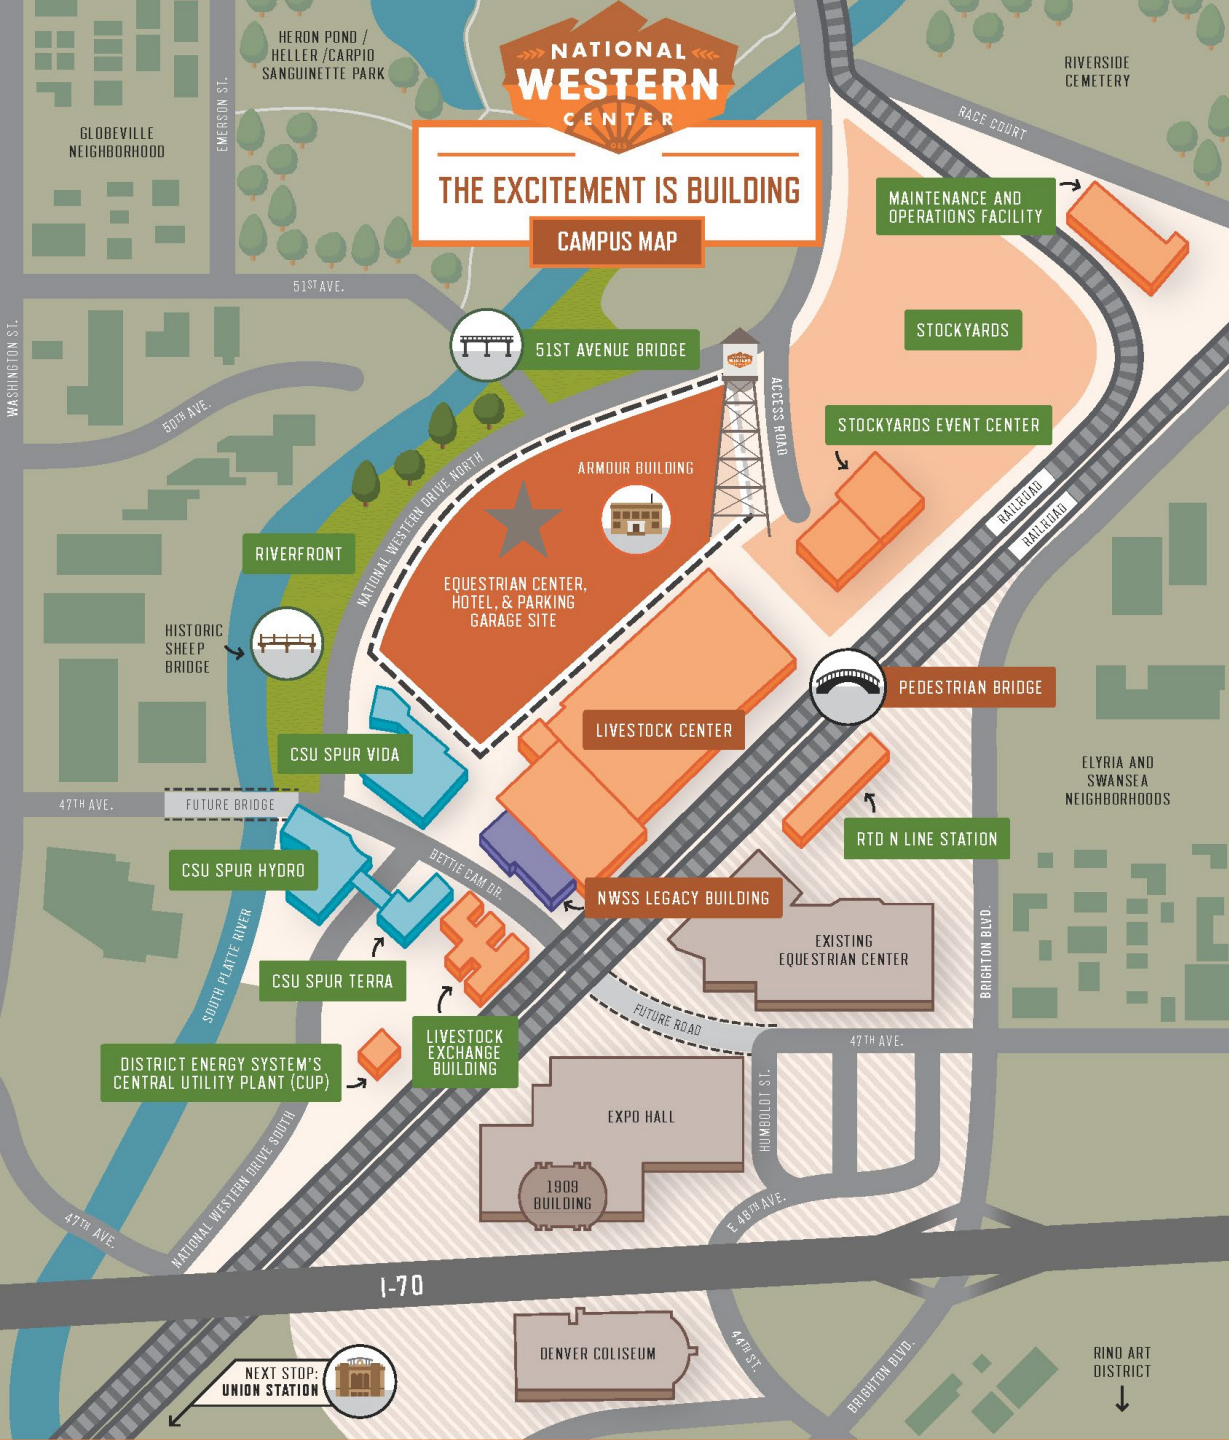 HERON POND /
HELLER /CARPIO
SANGUINETTE PARK
NATIONAL
WESTERN
CENTER
THE EXCITEMENT IS BUILDING
CAMPUS MAP
RIVERSIDE
CEMETERY
RACE COURT
EMERSON ST.
GLOBEVILLE
NEIGHBORHOOD
MAINTENANCE AND
OPERATIONS FACILITY
51ST AVE.
STOCKYARDS
WASHINGTON ST.
51ST AVENUE BRIDGE
NATIONAL
WESTERN
50TH AVE.
ACCESS ROAD
STOCKYARDS EVENT CENTER
NATIONAL WESTERN DRIVE NORTH
ARMOUR BUILDING
RAILROAD
RAILROAD
RIVERFRONT
EQUESTRIAN CENTER,
HOTEL, & PARKING
GARAGE SITE
HISTORIC
SHEEP
BRIDGE
PEDESTRIAN BRIDGE
LIVESTOCK CENTER
CSU SPUR VIDA
ELYRIA AND
SWANSEA
NEIGHBORHOODS
47TH AVE.
FUTURE BRIDGE
RTD N LINE STATION
BETTIE CAM DR.
CSU SPUR HYDRO
NWSS LEGACY BUILDING
EXISTING
EQUESTRIAN CENTER
BRIGHTON BLVD.
SOUTH PLATTE RIVER
CSU SPUR TERRA
FUTURE ROAD
LIVESTOCK
EXCHANGE
BUILDING
47TH AVE.
DISTRICT ENERGY SYSTEM'S
CENTRAL UTILITY PLANT (CUP)
HUMBOLDT ST.
EXPO HALL
NATIONAL WESTERN DRIVE SOUTH
1909
BUILDING
47TH AVE.
E 48TH AVE.
I-70
DENVER COLISEUM
44TH ST.
BRIGHTON BLVD.
RINO ART
DISTRICT
NEXT STOP:
UNION STATION